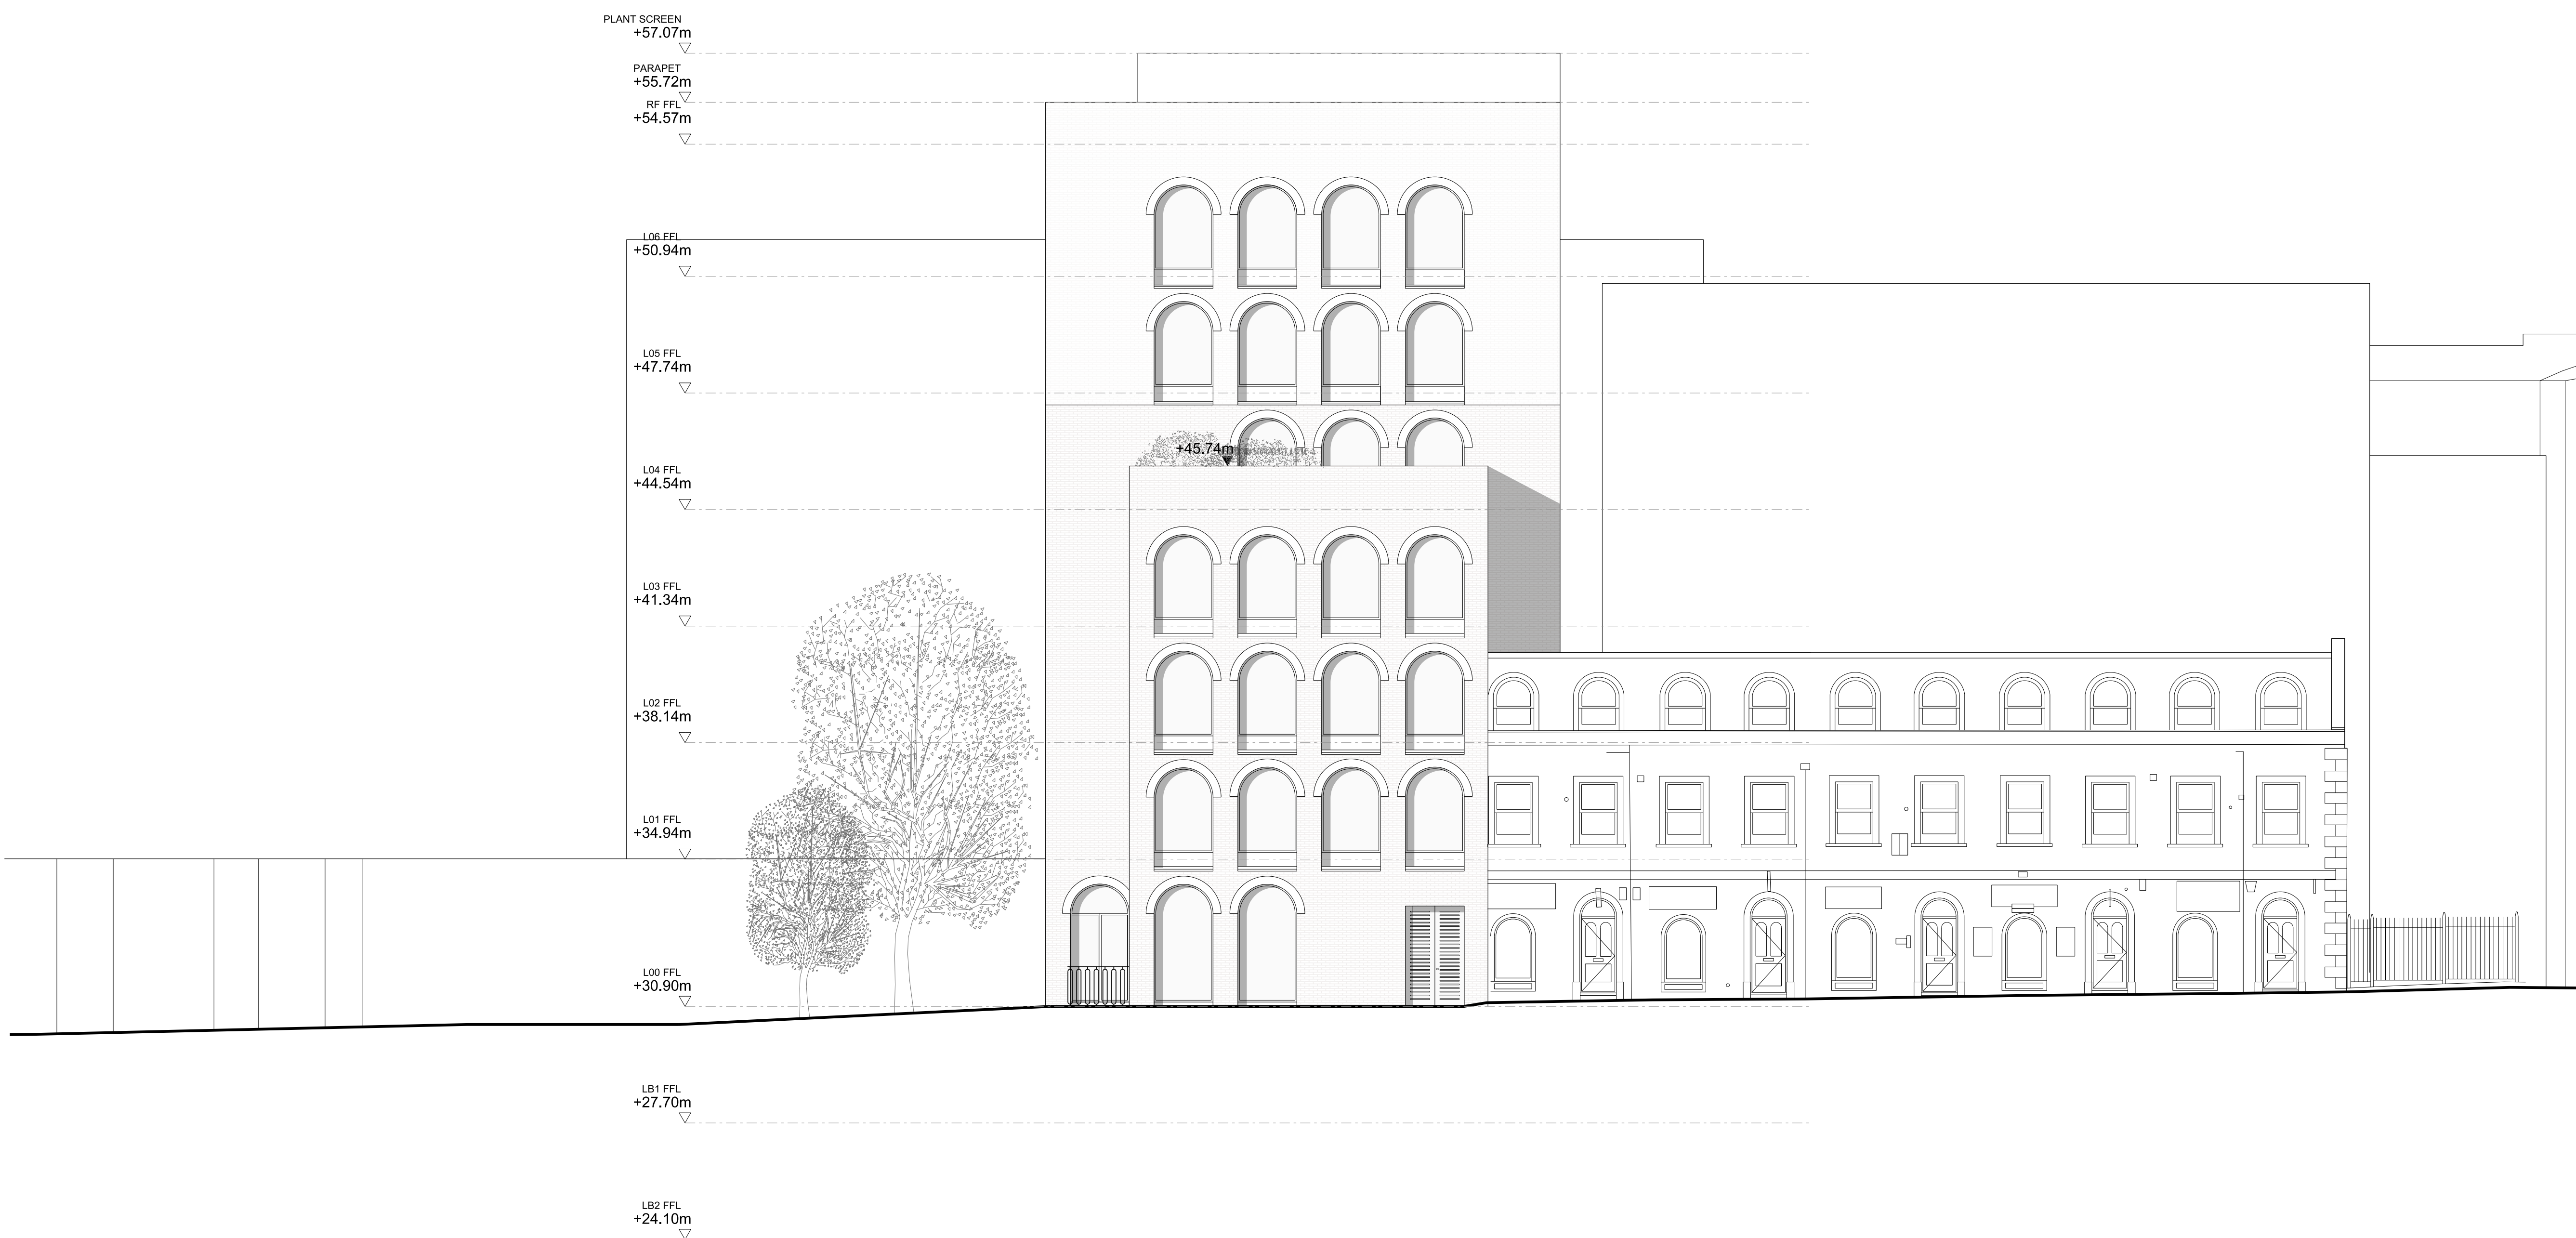 PLANT SCREEN
+57.07m
PARAPET
+55.72m
RF FFL
+54.57m
L06 FFL
+50.94m
L05 FFL
+47.74m
+45.74m
L04 FFL
+44.54m
L03 FFL
+41.34m
L02 FFL
+38.14m
L01 FFL
+34.94m
L00 FFL
+30.90m
LB1 FFL
+27.70m
LB2 FFL
+24.10m